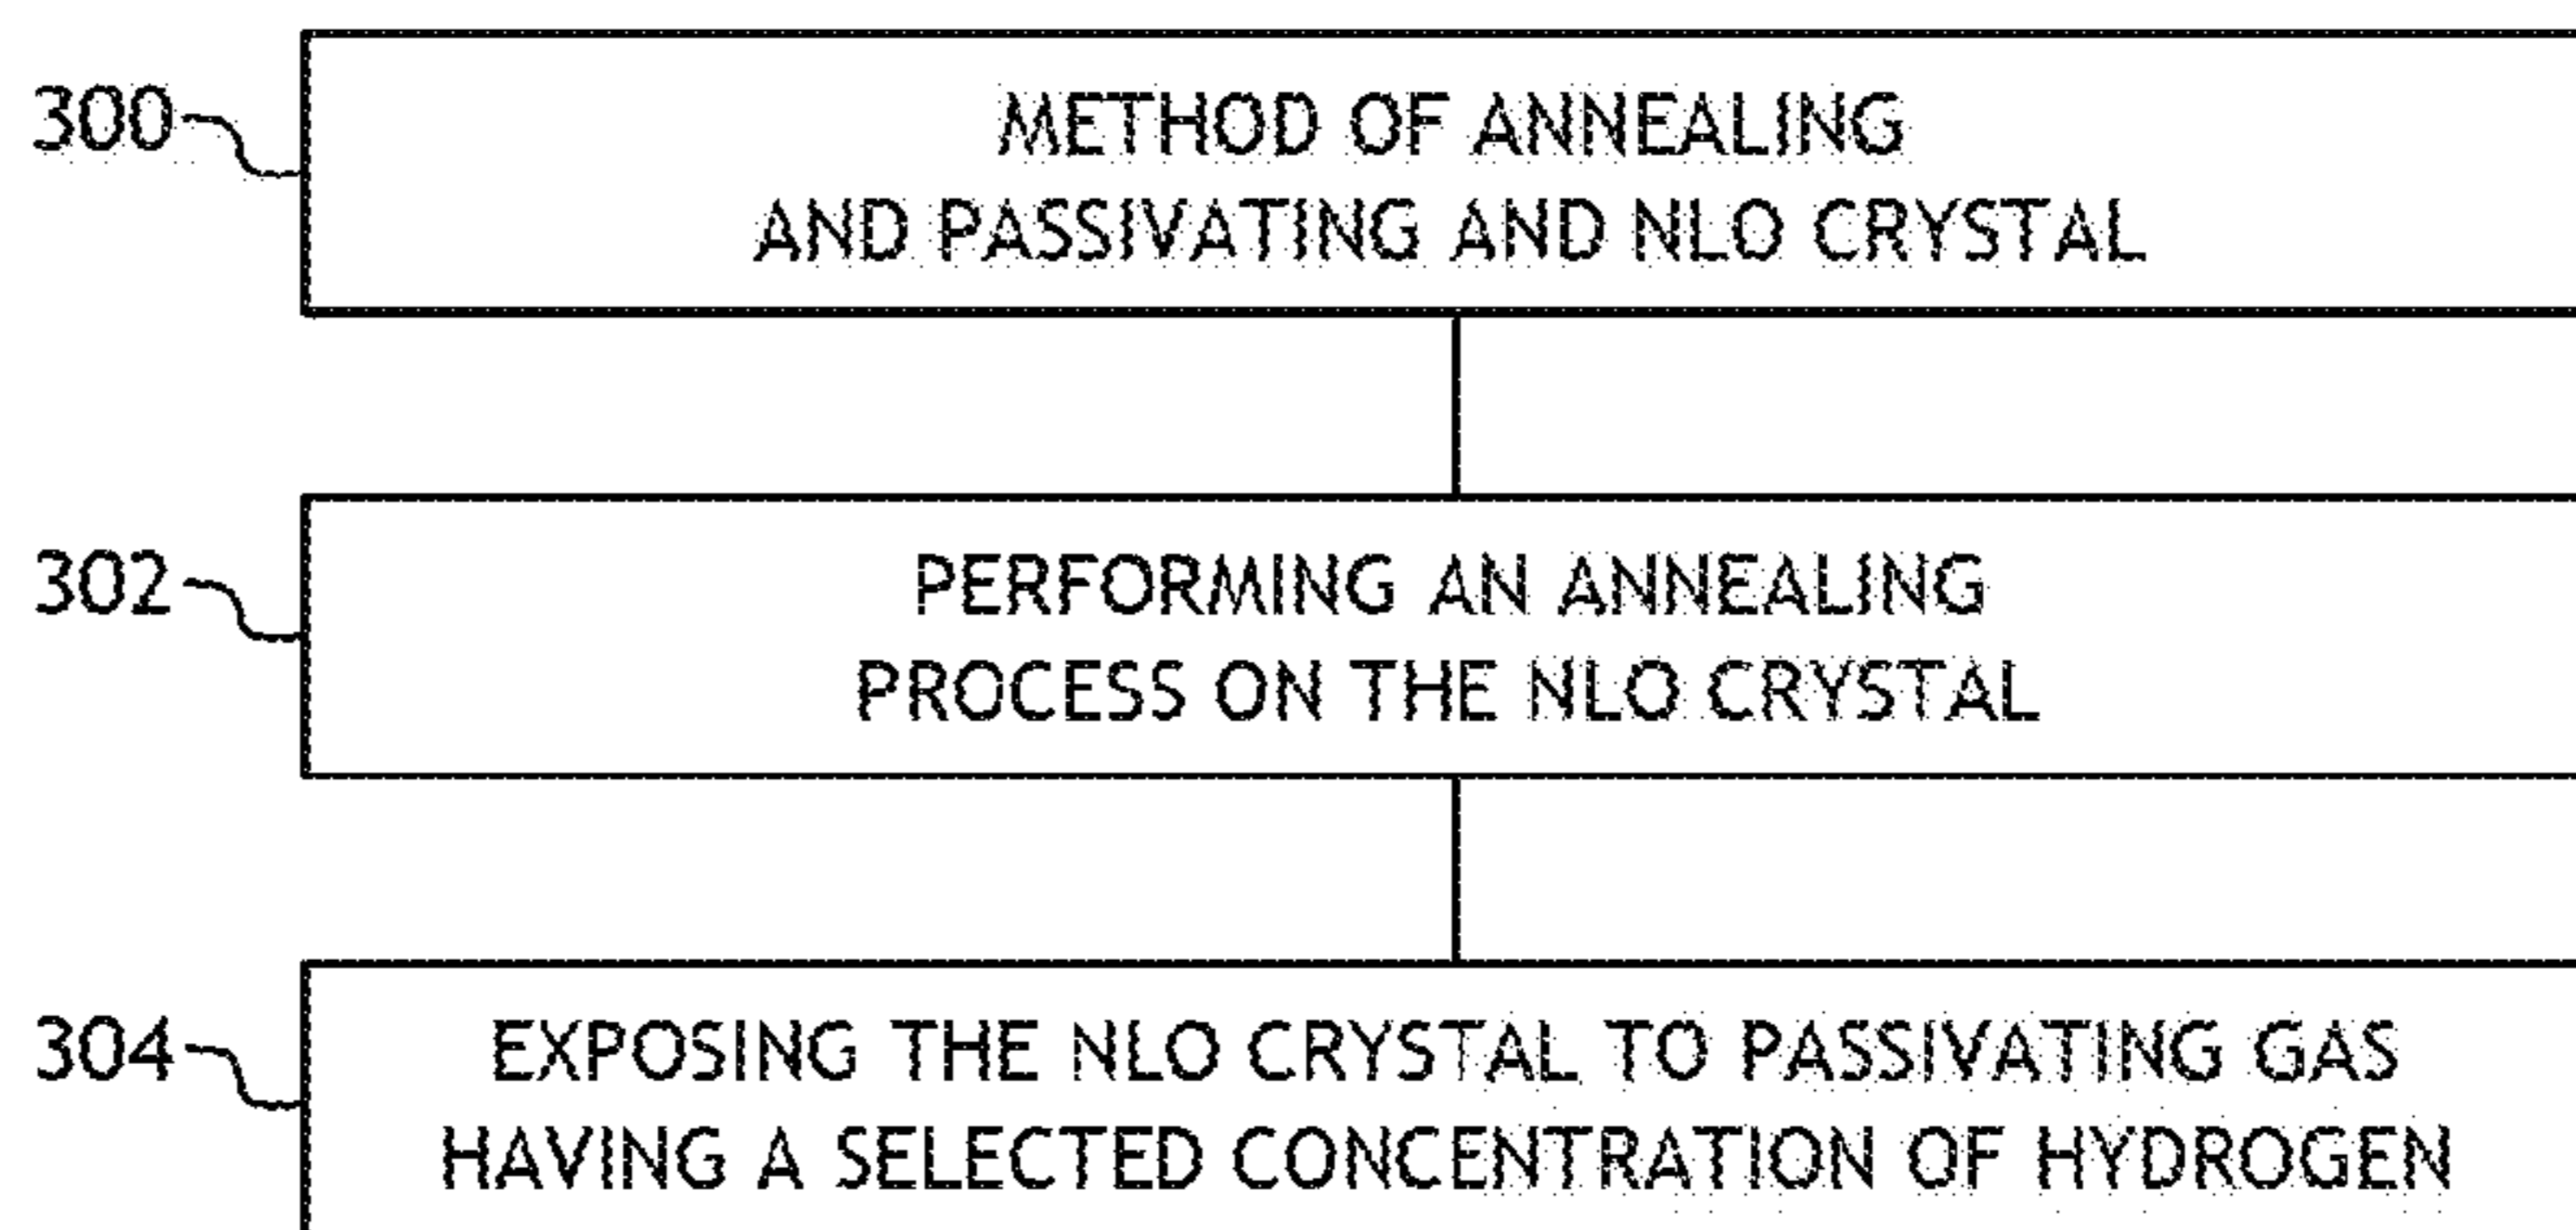 300
METHOD OF ANNEALING
AND PASSIVATING AND NLO CRYSTAL
302
PERFORMING AN ANNEALING
PROCESS ON THE NLO CRYSTAL
304
EXPOSING THE NLO CRYSTAL TO PASSIVATING GAS
HAVING A SELECTED CONCENTRATION OF HYDROGEN